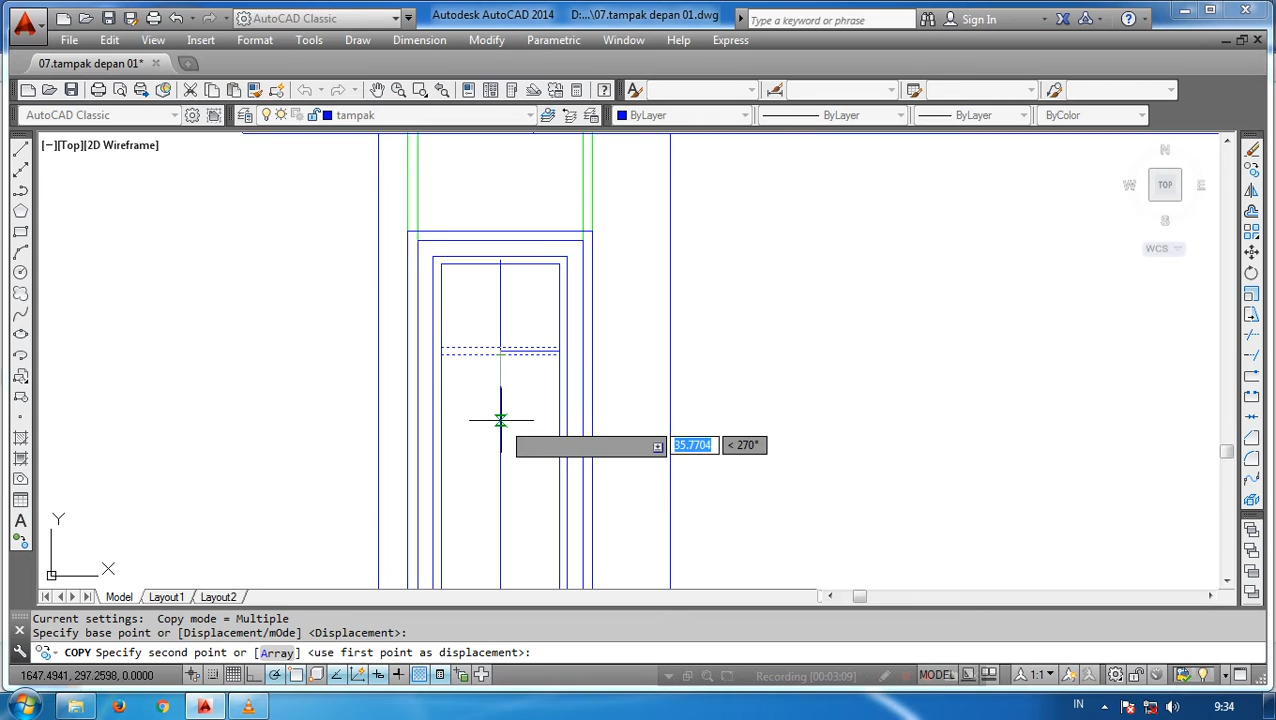 AutoCAD Classic
Autodesk AutoCAD 2014
D:\...\07.tampak depan 01.dwg
Type a keyword or phrase
Sign In
File Edit View Insert Format Tools Draw Dimension Modify Parametric Window Help Express
07.tampak depan 01*
AutoCAD Classic
tampak
ByLayer
ByLayer
ByLayer
ByColor
[−][Top][2D Wireframe]
N
W TOP E
S
WCS
35.7704
< 270°
Y
X
Model Layout1 Layout2
Current settings: Copy mode = Multiple
Specify base point or [Displacement/mOde] <Displacement>:
COPY Specify second point or [Array] <use first point as displacement>:
1647.4941, 297.2598, 0.0000
Recording [00:03:09]
MODEL
1:1
IN
9:34